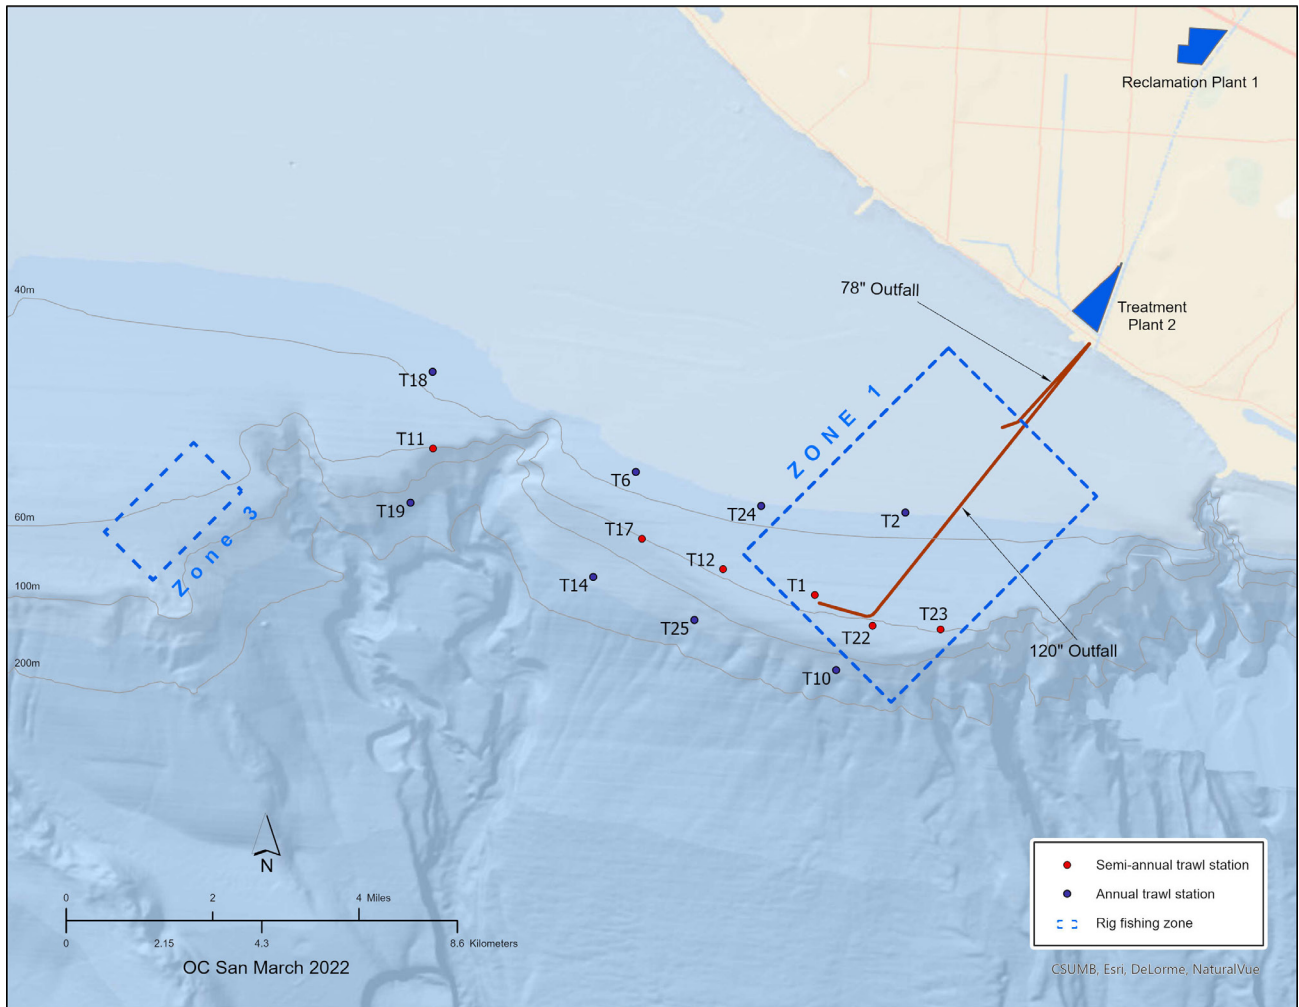 Reclamation Plant 1
78" Outfall
40m
Treatment
Plant 2
T18
ZONE 1
T11
T6
T19
T24
T2
60m
Zone 3
T17
T12
T14
100m
T1
T23
T25
T22
120" Outfall
200m
T10
N
0 2 4 Miles
0 2.15 4.3 8.6 Kilometers
OC San March 2022
Semi-annual trawl station
Annual trawl station
Rig fishing zone
CSUMB, Esri, DeLorme, NaturalVue